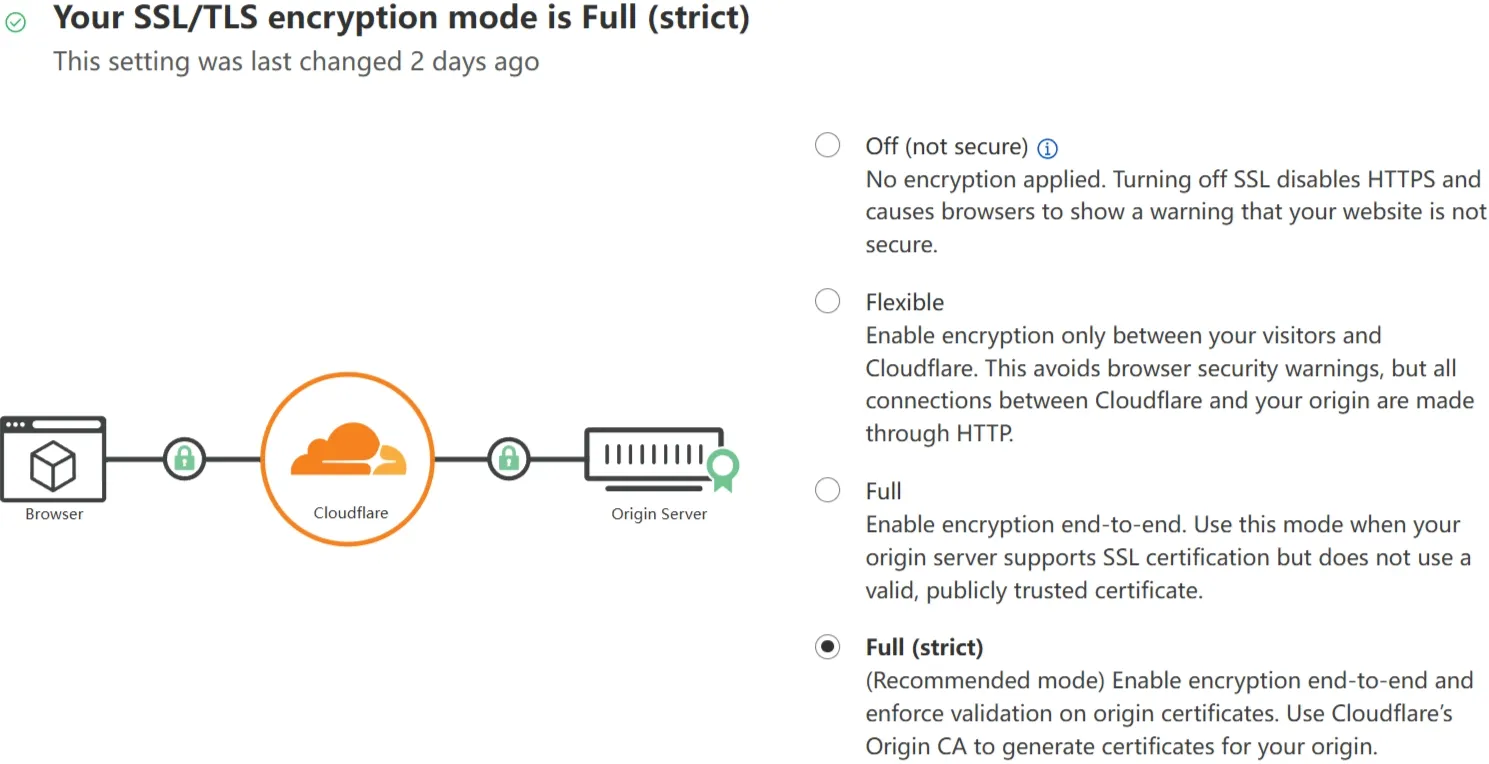 Your SSL/TLS encryption mode is Full (strict)
This setting was last changed 2 days ago
Browser
Cloudflare
Origin Server
Off (not secure)
No encryption applied. Turning off SSL disables HTTPS and
causes browsers to show a warning that your website is not
secure.
Flexible
Enable encryption only between your visitors and
Cloudflare. This avoids browser security warnings, but all
connections between Cloudflare and your origin are made
through HTTP.
Full
Enable encryption end-to-end. Use this mode when your
origin server supports SSL certification but does not use a
valid, publicly trusted certificate.
Full (strict)
(Recommended mode) Enable encryption end-to-end and
enforce validation on origin certificates. Use Cloudflare’s
Origin CA to generate certificates for your origin.